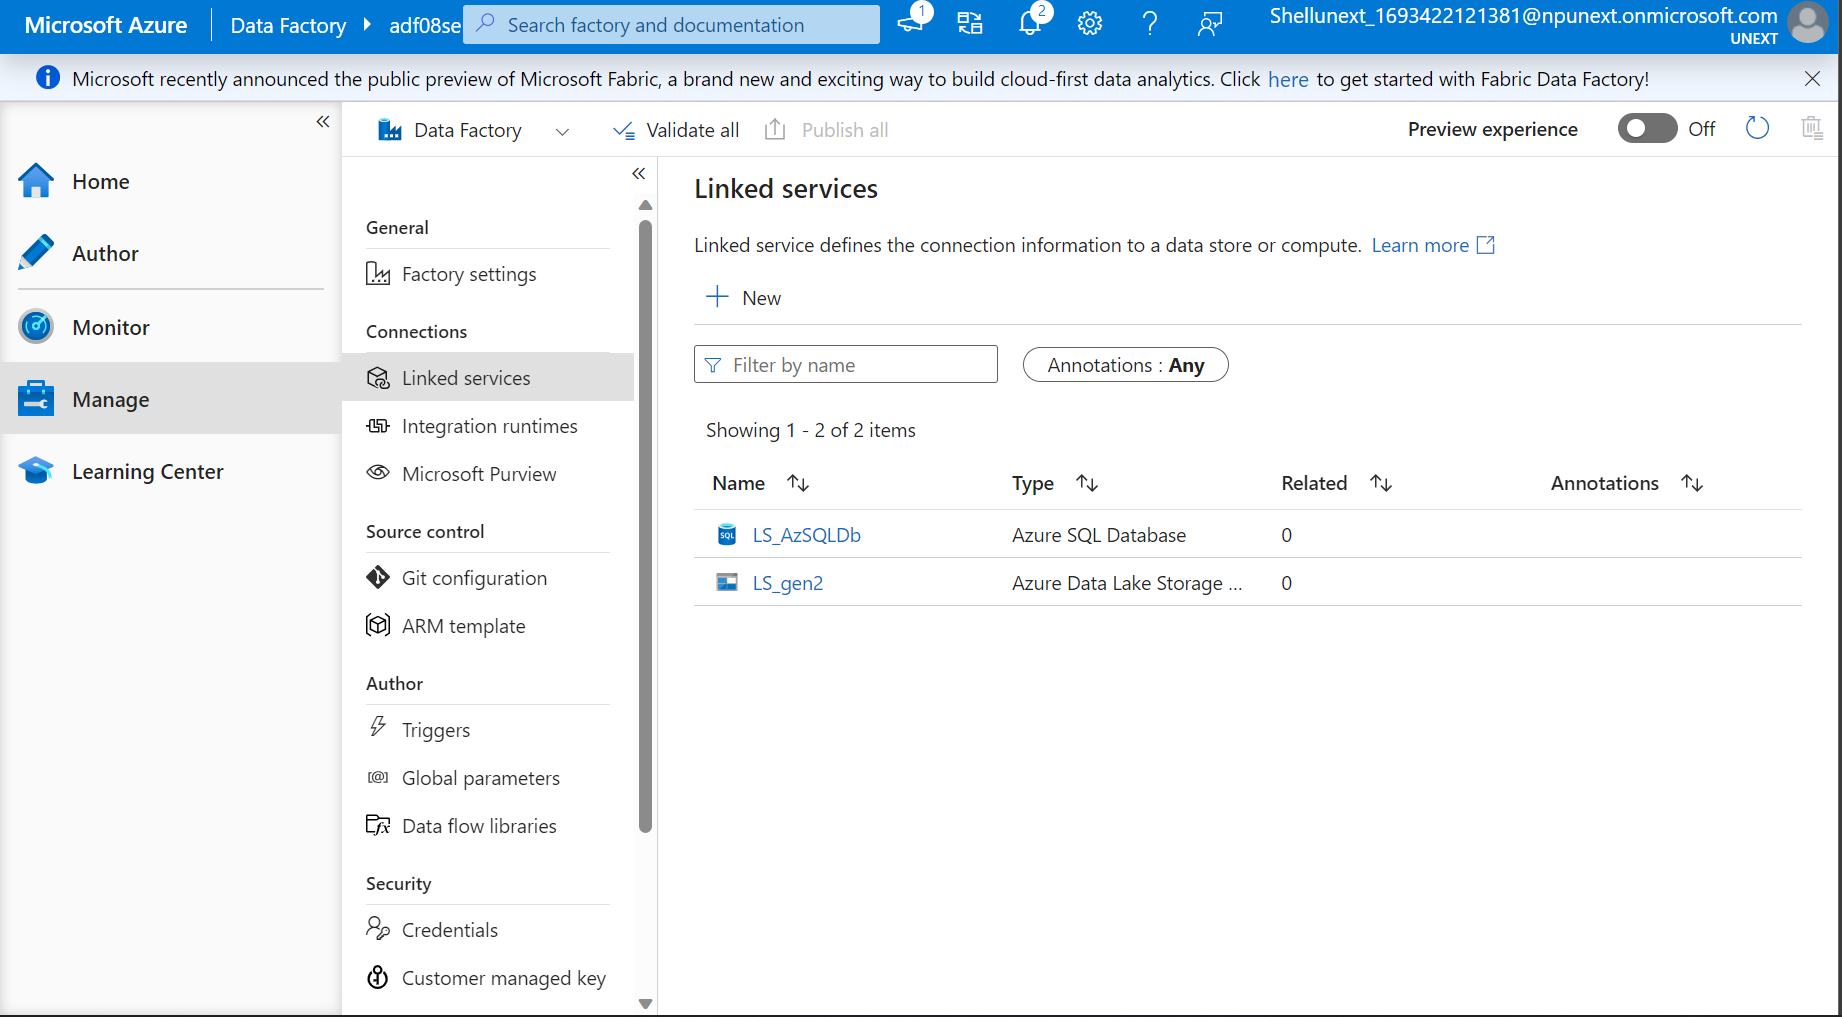 Microsoft Azure
Data Factory
adf08se
Search factory and documentation
1
2
Shellunext_1693422121381@npunext.onmicrosoft.com
UNEXT
Microsoft recently announced the public preview of Microsoft Fabric, a brand new and exciting way to build cloud-first data analytics. Click here to get started with Fabric Data Factory!
Home
Author
Monitor
Manage
Learning Center
Data Factory
Validate all
Publish all
Preview experience
Off
General
Factory settings
Connections
Linked services
Integration runtimes
Microsoft Purview
Source control
Git configuration
ARM template
Author
Triggers
Global parameters
Data flow libraries
Security
Credentials
Customer managed key
Linked services
Linked service defines the connection information to a data store or compute. Learn more
New
Filter by name
Annotations : Any
Showing 1 - 2 of 2 items
Name Type Related Annotations
SQL LS_AzSQLDb Azure SQL Database 0
LS_gen2 Azure Data Lake Storage ... 0